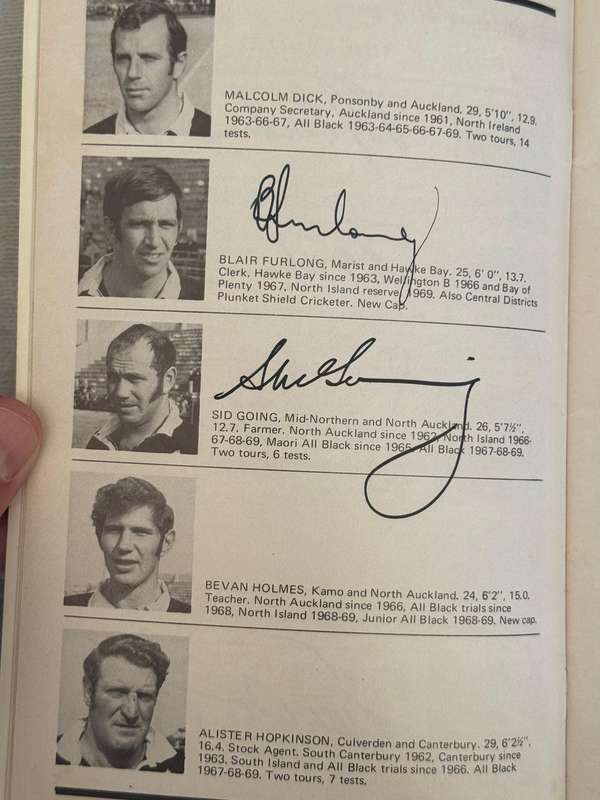 MALCOLM DICK, Ponsonby and Auckland, 29, 5'10", 12.9.
Company Secretary. Auckland since 1961, North Ireland
1963-66-67, All Black 1963-64-65-66-67-69. Two tours, 14
tests.
B Furlong
BLAIR FURLONG, Marist and Hawke Bay. 25, 6' 0", 13.7.
Clerk. Hawke Bay since 1963, Wellington B 1966 and Bay of
Plenty 1967, North Island reserve 1969. Also Central Districts
Plunket Shield Cricketer. New Cap.
Sid Going
SID GOING, Mid-Northern and North Auckland. 26, 5'7½",
12.7. Farmer. North Auckland since 1962, North Island 1966-
67-68-69, Maori All Black since 1965, All Black 1967-68-69.
Two tours, 6 tests.
BEVAN HOLMES, Kamo and North Auckland. 24, 6'2", 15.0.
Teacher. North Auckland since 1966, All Black trials since
1968, North Island 1968-69, Junior All Black 1968-69. New cap.
ALISTER HOPKINSON, Culverden and Canterbury. 29, 6'2½",
16.4. Stock Agent. South Canterbury 1962, Canterbury since
1963. South Island and All Black trials since 1966. All Black
1967-68-69. Two tours, 7 tests.